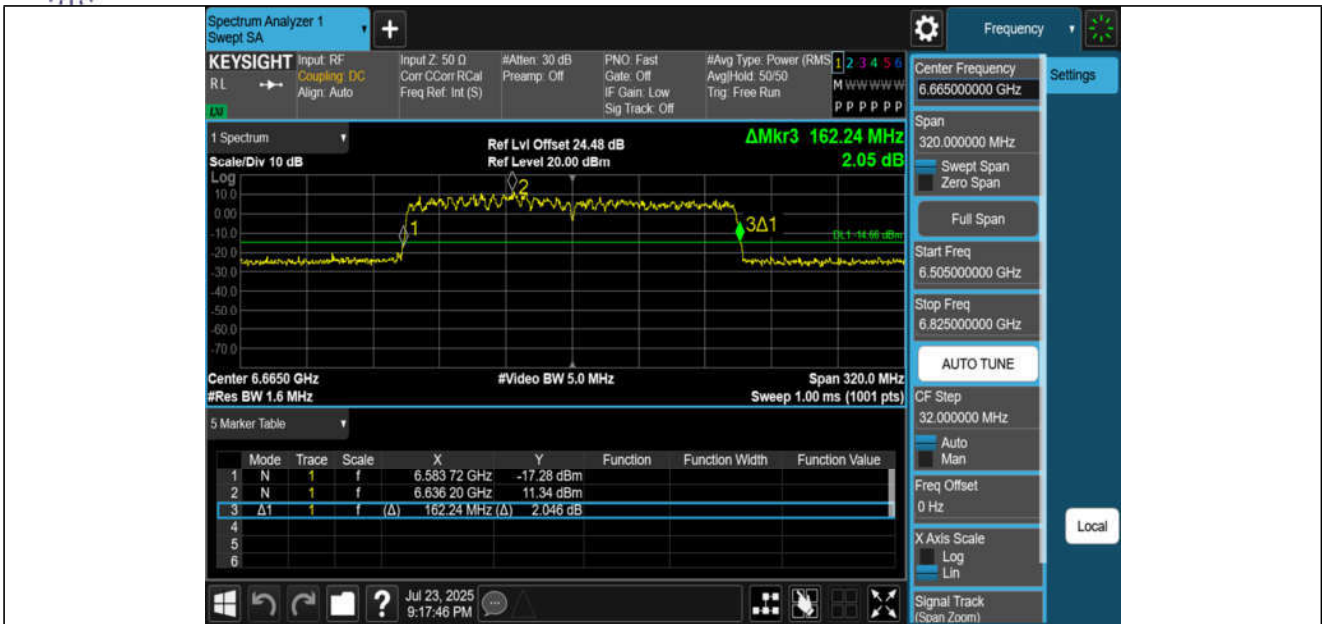 Spectrum Analyzer 1
Swept SA
+
Frequency
KEYSIGHT
RL
LXI
Input: RF
Coupling: DC
Align: Auto
Input Z: 50 Ω
Corr CCorr RCal
Freq Ref: Int (S)
#Atten: 30 dB
Preamp: Off
PNO: Fast
Gate: Off
IF Gain: Low
Sig Track: Off
#Avg Type: Power (RMS
Avg|Hold: 50/50
Trig: Free Run
1 2 3 4 5 6
M W W W W W
P P P P P P
1 Spectrum
Scale/Div 10 dB
Log
Ref Lvl Offset 24.48 dB
Ref Level 20.00 dBm
ΔMkr3 162.24 MHz
2.05 dB
10.0
0.00
-10.0
-20.0
-30.0
-40.0
-50.0
-60.0
-70.0
1
2
3Δ1
DL1 -14.66 dBm
Center 6.6650 GHz
#Video BW 5.0 MHz
Span 320.0 MHz
#Res BW 1.6 MHz
Sweep 1.00 ms (1001 pts)
5 Marker Table
Mode Trace Scale X Y Function Function Width Function Value
1 N 1 f 6.583 72 GHz -17.28 dBm
2 N 1 f 6.636 20 GHz 11.34 dBm
3 Δ1 1 f (Δ) 162.24 MHz (Δ) 2.046 dB
4
5
6
?
Jul 23, 2025
9:17:46 PM
Center Frequency
6.665000000 GHz
Settings
Span
320.000000 MHz
Swept Span
Zero Span
Full Span
Start Freq
6.505000000 GHz
Stop Freq
6.825000000 GHz
AUTO TUNE
CF Step
32.000000 MHz
Auto
Man
Freq Offset
0 Hz
X Axis Scale
Log
Lin
Local
Signal Track
(Span Zoom)